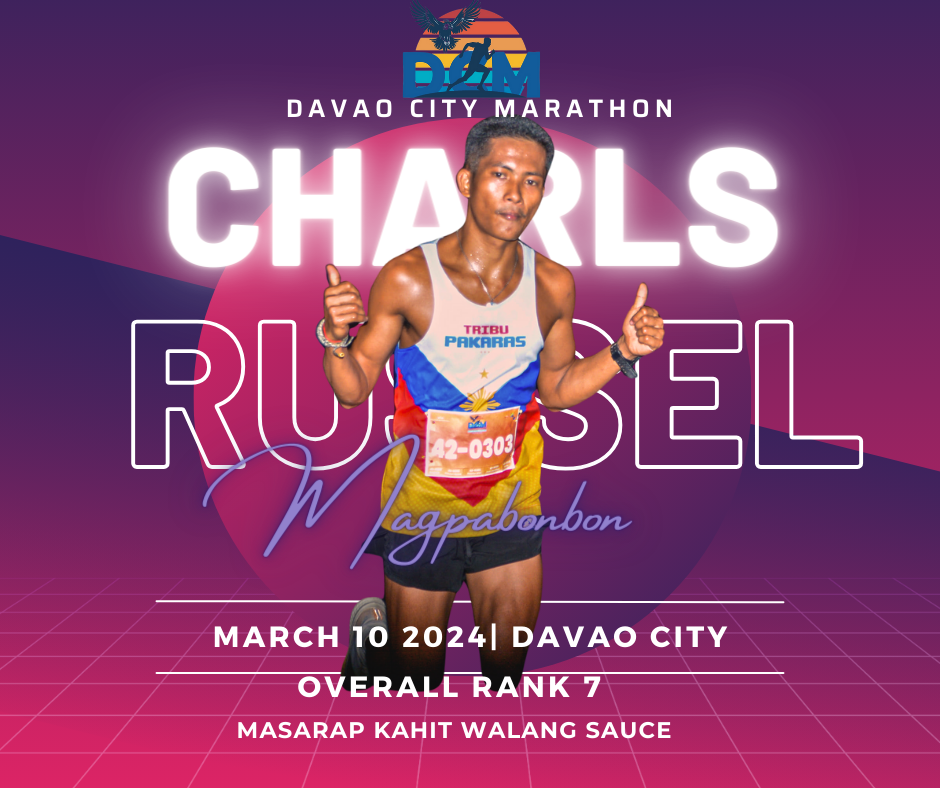 DCM
DAVAO CITY MARATHON
CHARLS
RUSSEL
TRIBU
PAKARAS
42-0303
Magpabonbon
MARCH 10 2024| DAVAO CITY
OVERALL RANK 7
MASARAP KAHIT WALANG SAUCE